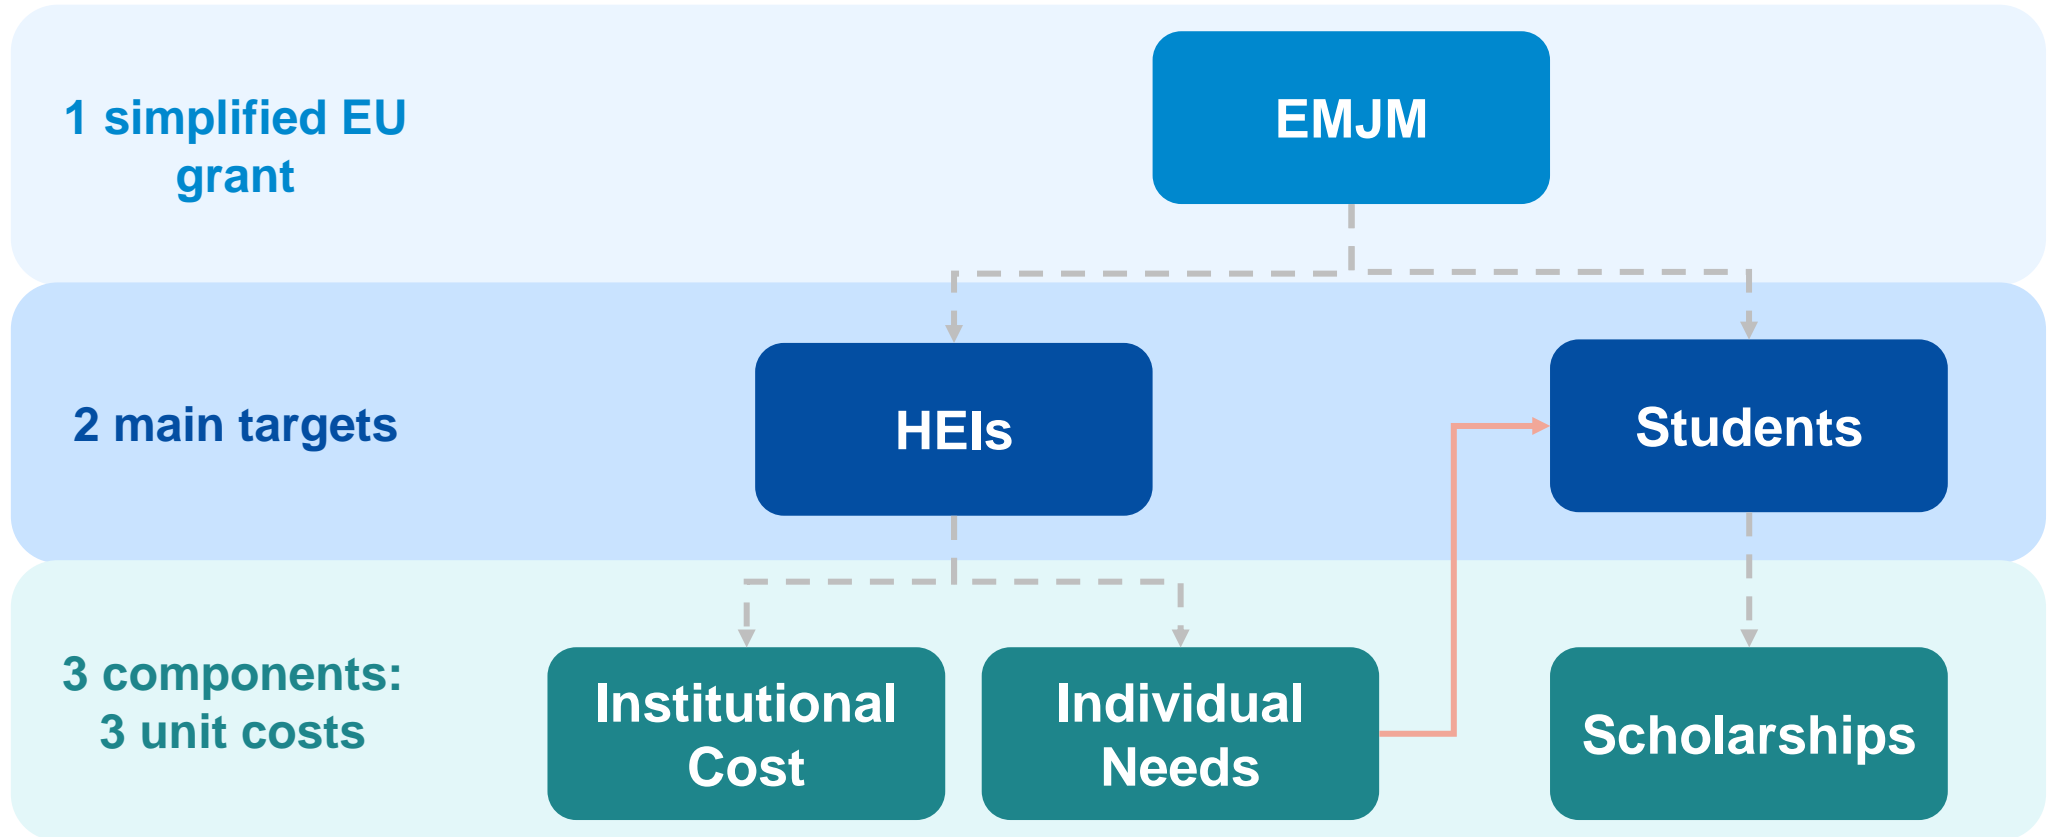 1 simplified EU
grant
EMJM
2 main targets
HEIs
Students
3 components:
3 unit costs
Institutional
Cost
Individual
Needs
Scholarships